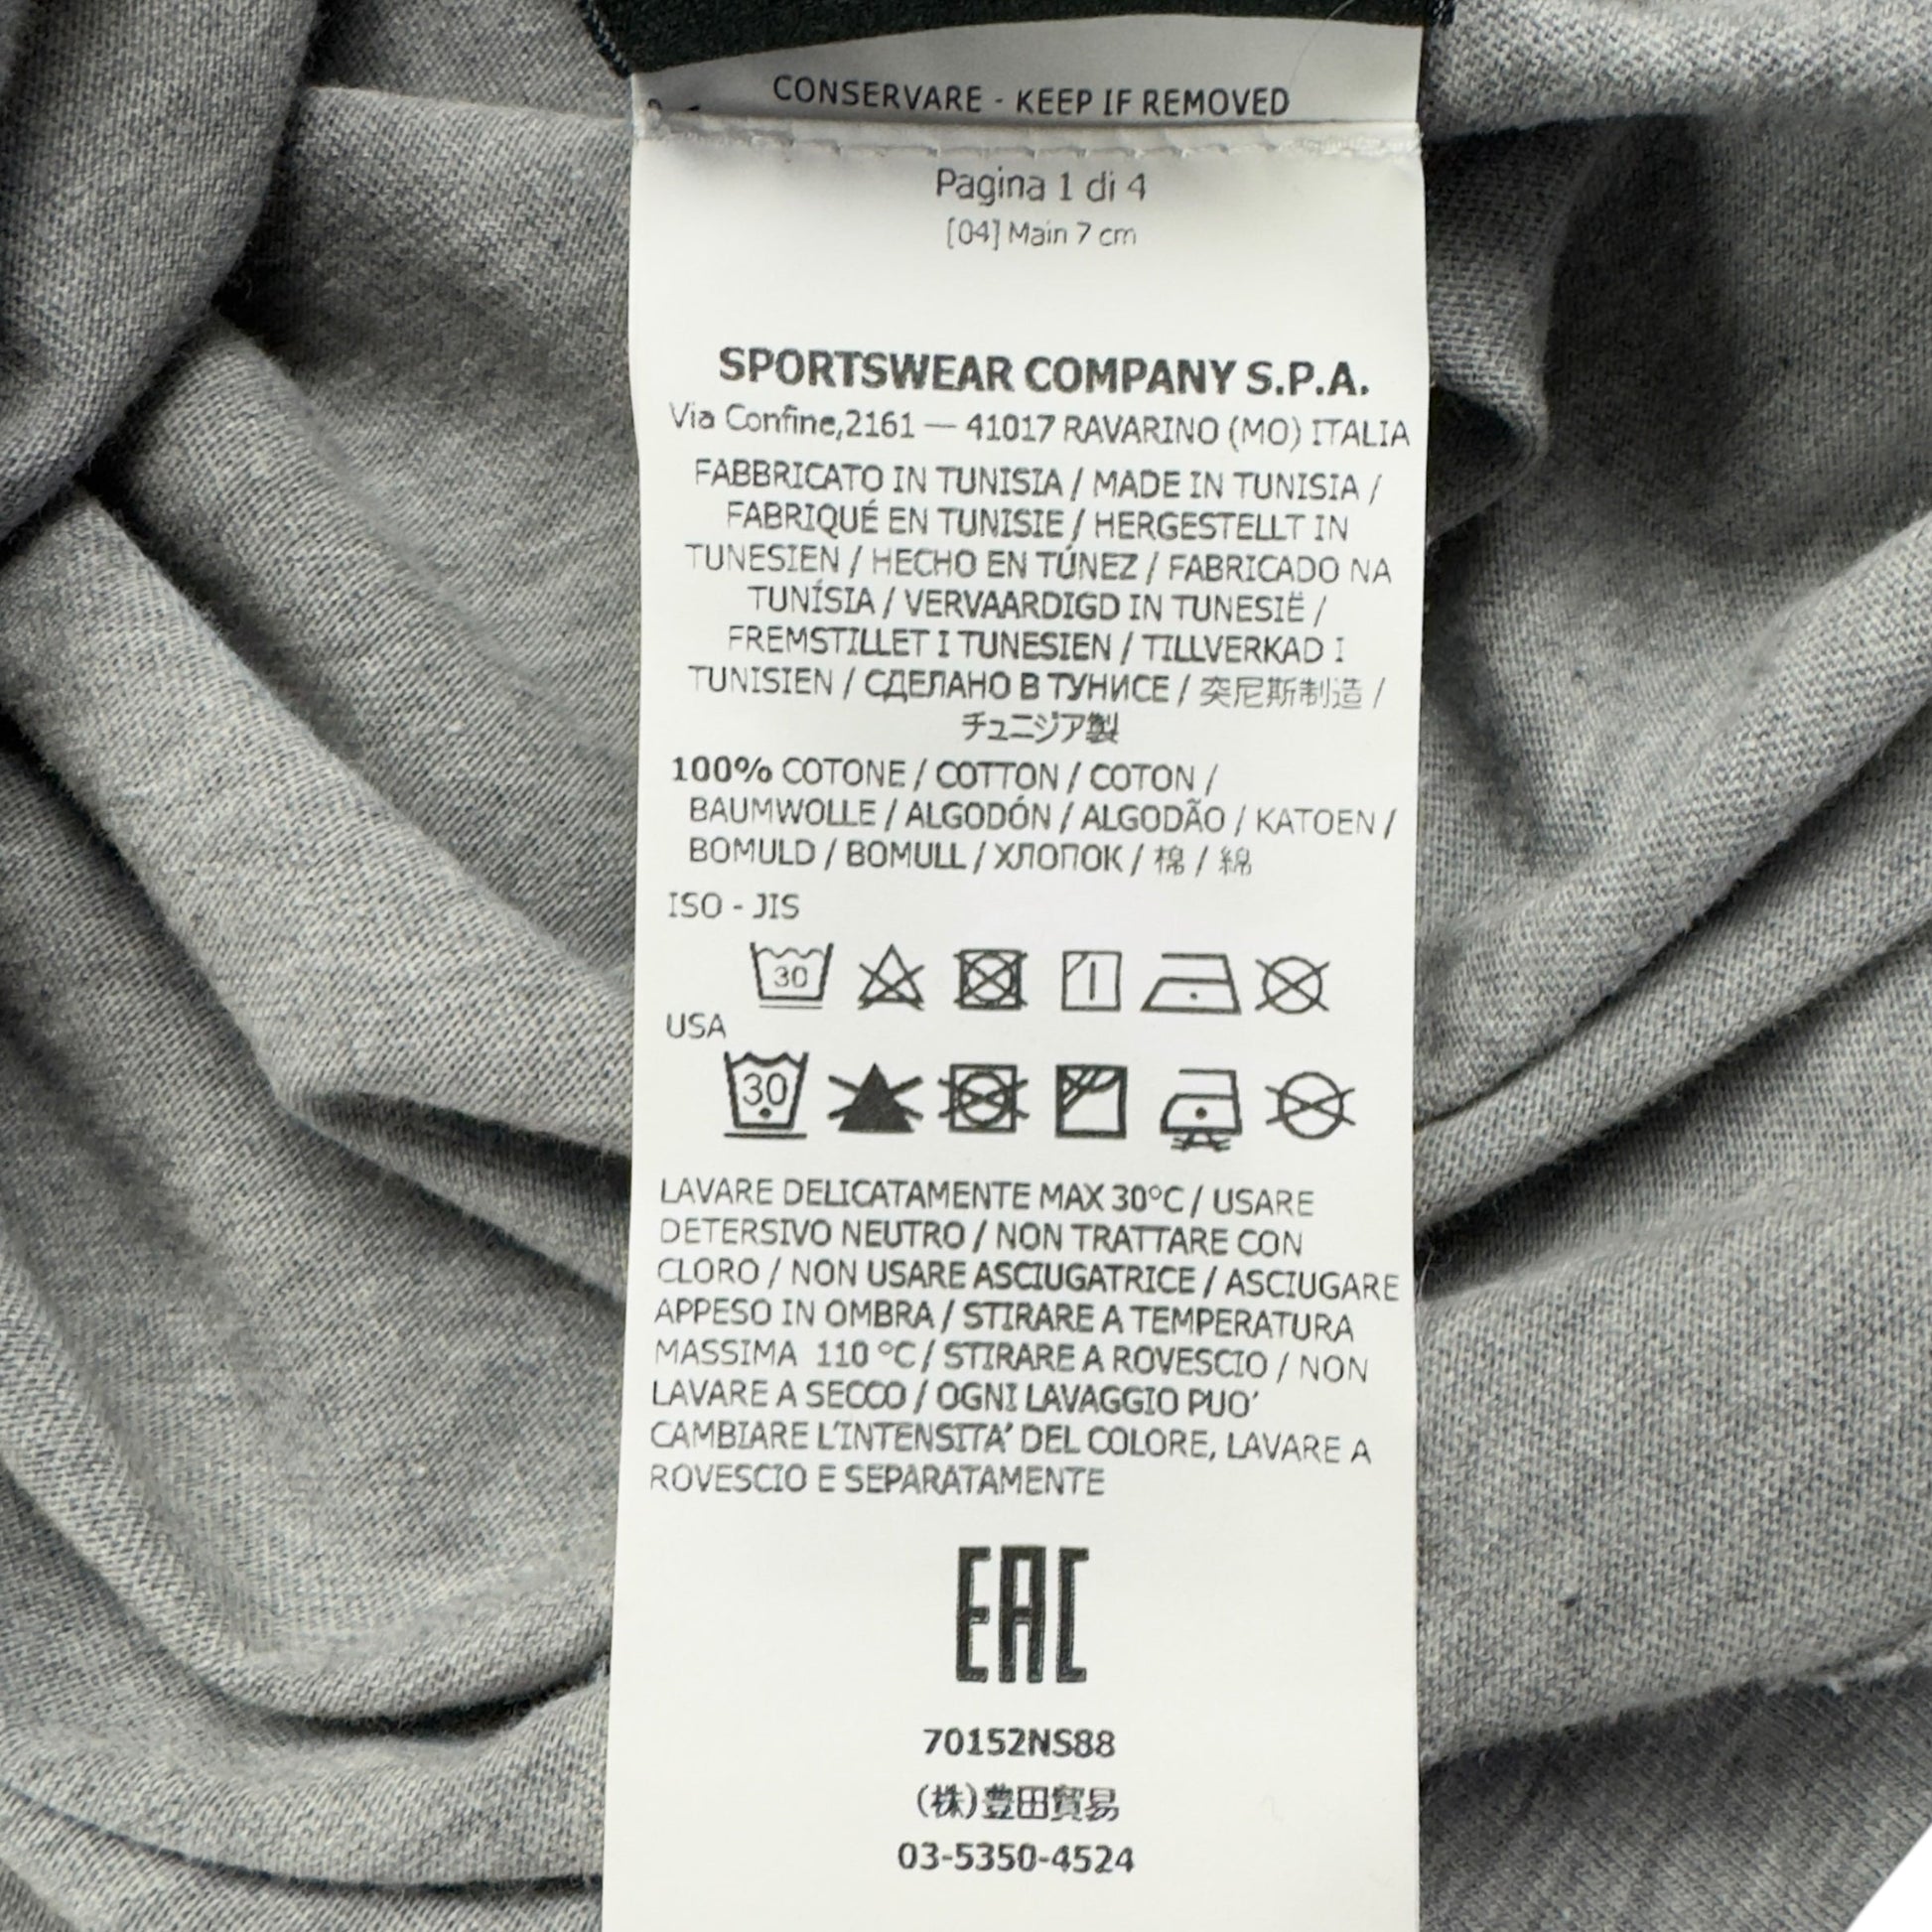 CONSERVARE - KEEP IF REMOVED
Pagina 1 di 4
[04] Main 7 cm
SPORTSWEAR COMPANY S.P.A.
Via Confine,2161 — 41017 RAVARINO (MO) ITALIA
FABBRICATO IN TUNISIA / MADE IN TUNISIA /
FABRIQUÉ EN TUNISIE / HERGESTELLT IN
TUNESIEN / HECHO EN TÚNEZ / FABRICADO NA
TUNÍSIA / VERVAARDIGD IN TUNESIË /
FREMSTILLET I TUNESIEN / TILLVERKAD I
TUNISIEN / СДЕЛАНО В ТУНИСЕ / 突尼斯制造 /
チュニジア製
100% COTONE / COTTON / COTON /
BAUMWOLLE / ALGODÓN / ALGODÃO / KATOEN /
BOMULD / BOMULL / ХЛОПОК / 棉 / 綿
ISO - JIS
30
USA
30
LAVARE DELICATAMENTE MAX 30°C / USARE
DETERSIVO NEUTRO / NON TRATTARE CON
CLORO / NON USARE ASCIUGATRICE / ASCIUGARE
APPESO IN OMBRA / STIRARE A TEMPERATURA
MASSIMA 110 °C / STIRARE A ROVESCIO / NON
LAVARE A SECCO / OGNI LAVAGGIO PUO'
CAMBIARE L'INTENSITA' DEL COLORE, LAVARE A
ROVESCIO E SEPARATAMENTE
EAC
70152NS88
(株)豊田貿易
03-5350-4524